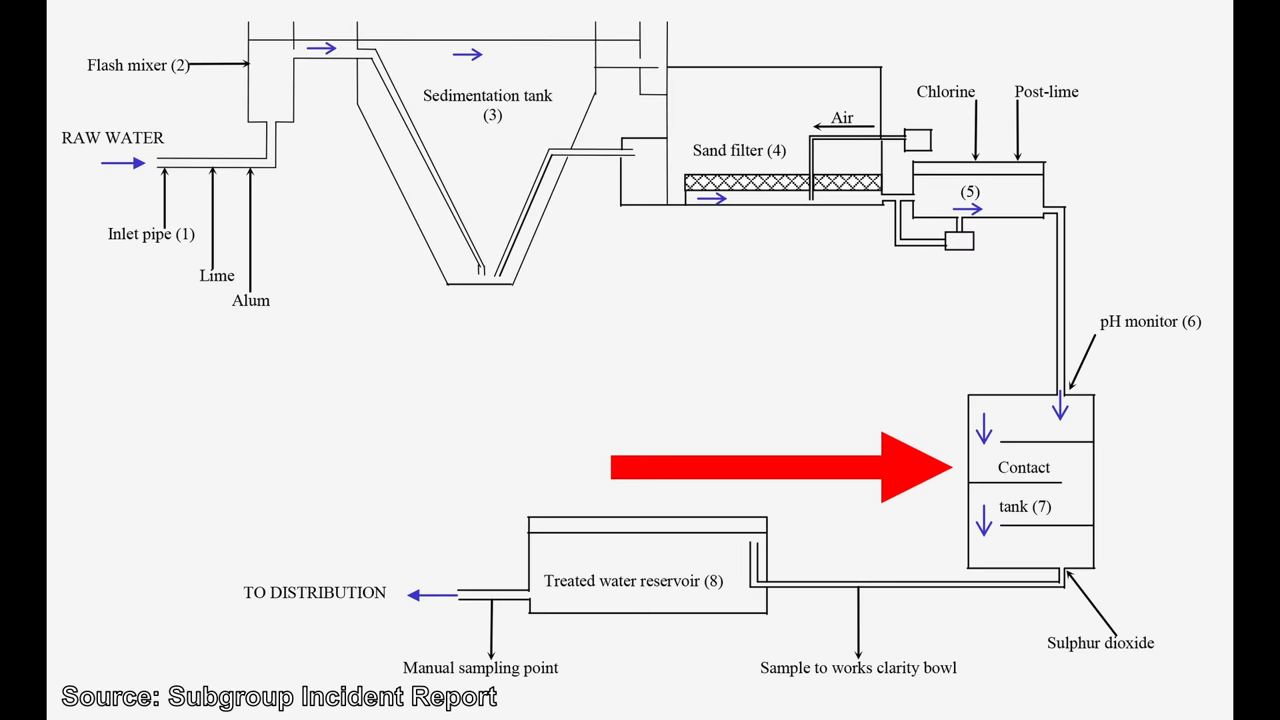 Flash mixer (2)
Sedimentation tank
(3)
Chlorine
Post-lime
Air
RAW WATER
Sand filter (4)
(5)
Inlet pipe (1)
Lime
Alum
pH monitor (6)
Contact
tank (7)
Treated water reservoir (8)
TO DISTRIBUTION
Sulphur dioxide
Manual sampling point
Sample to works clarity bowl
Source: Subgroup Incident Report